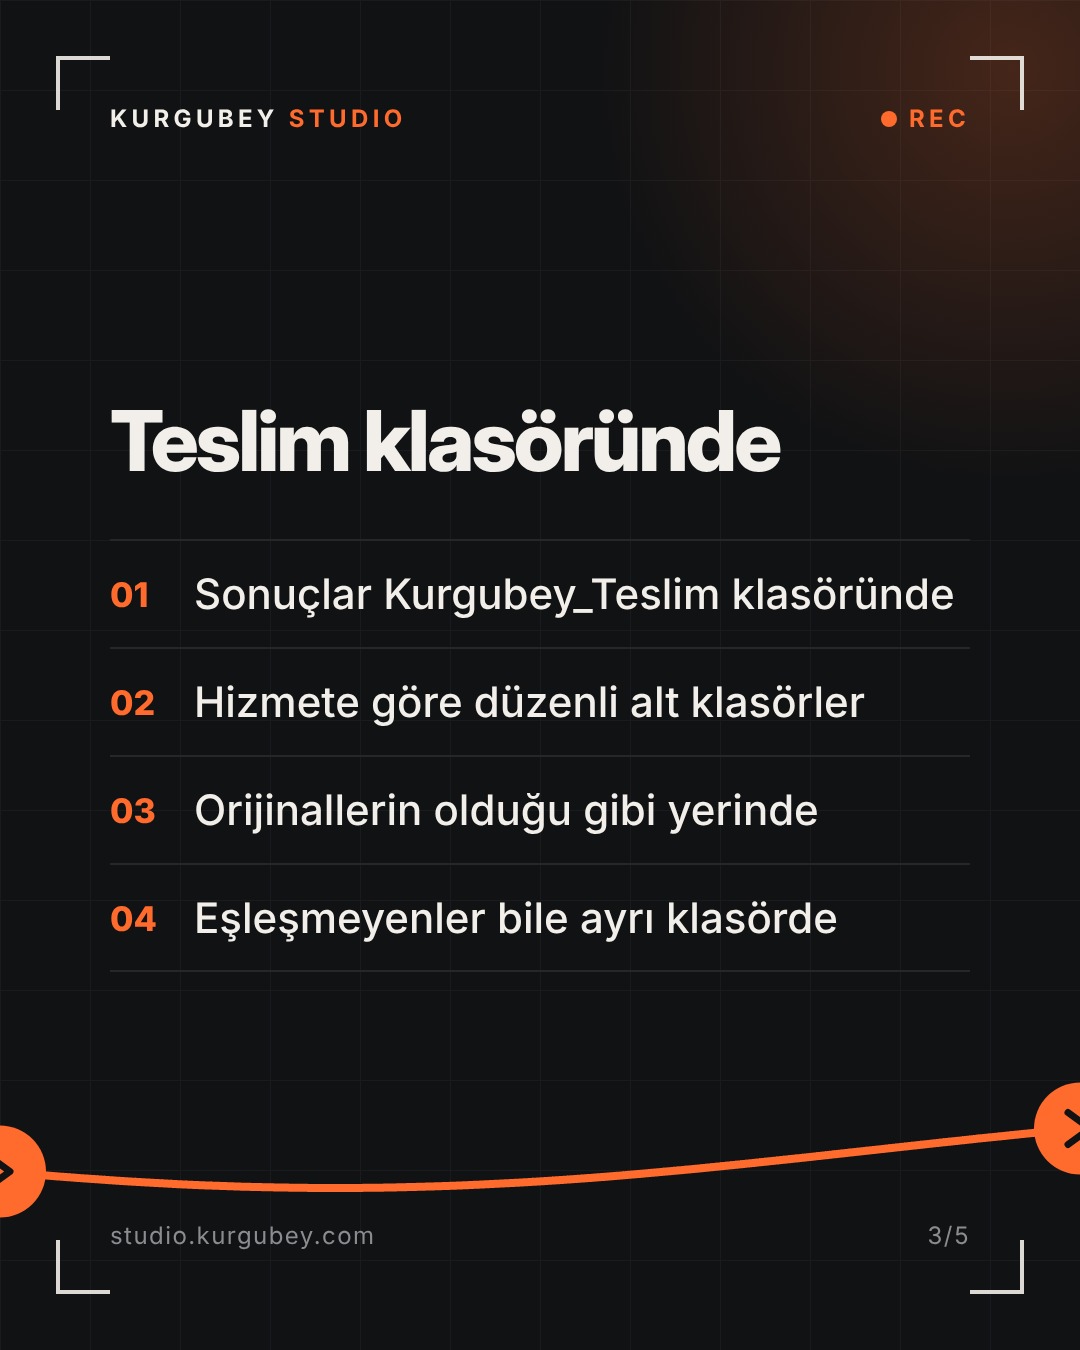 KURGUBEY STUDIO
REC
Teslim klasöründe
01 Sonuçlar Kurgubey_Teslim klasöründe
02 Hizmete göre düzenli alt klasörler
03 Orijinallerin olduğu gibi yerinde
04 Eşleşmeyenler bile ayrı klasörde
studio.kurgubey.com
3/5